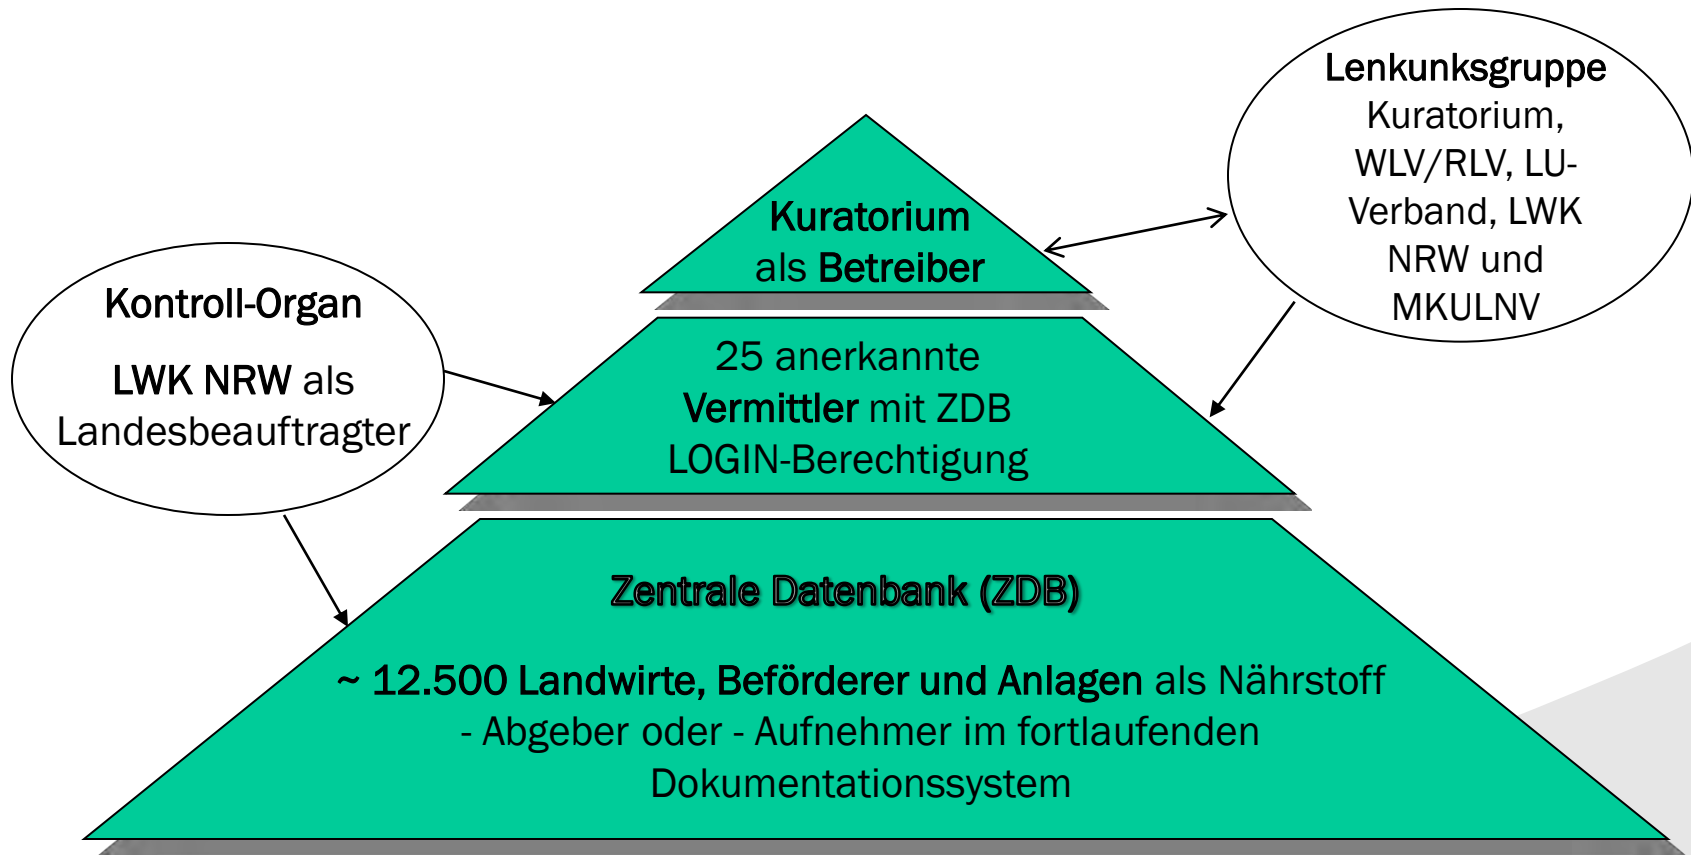 Lenkunksgruppe
Kuratorium,
WLV/RLV, LU-
Verband, LWK
NRW und
MKULNV
Kuratorium
als Betreiber
Kontroll-Organ
LWK NRW als
Landesbeauftragter
25 anerkannte
Vermittler mit ZDB
LOGIN-Berechtigung
Zentrale Datenbank (ZDB)
~ 12.500 Landwirte, Beförderer und Anlagen als Nährstoff
- Abgeber oder - Aufnehmer im fortlaufenden
Dokumentationssystem